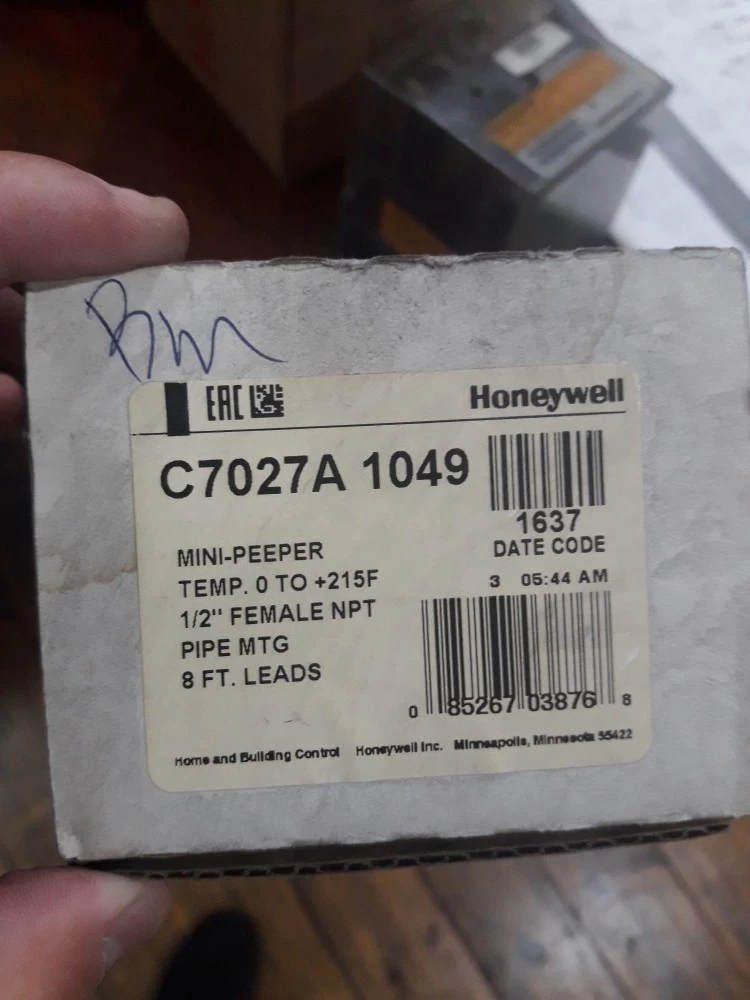 EAC
Honeywell
C7027A 1049
1637
DATE CODE
3 05:44 AM
MINI-PEEPER
TEMP. 0 TO +215F
1/2" FEMALE NPT
PIPE MTG
8 FT. LEADS
0 85267 03876 8
Home and Building Control Honeywell Inc. Minneapolis, Minnesota 55422